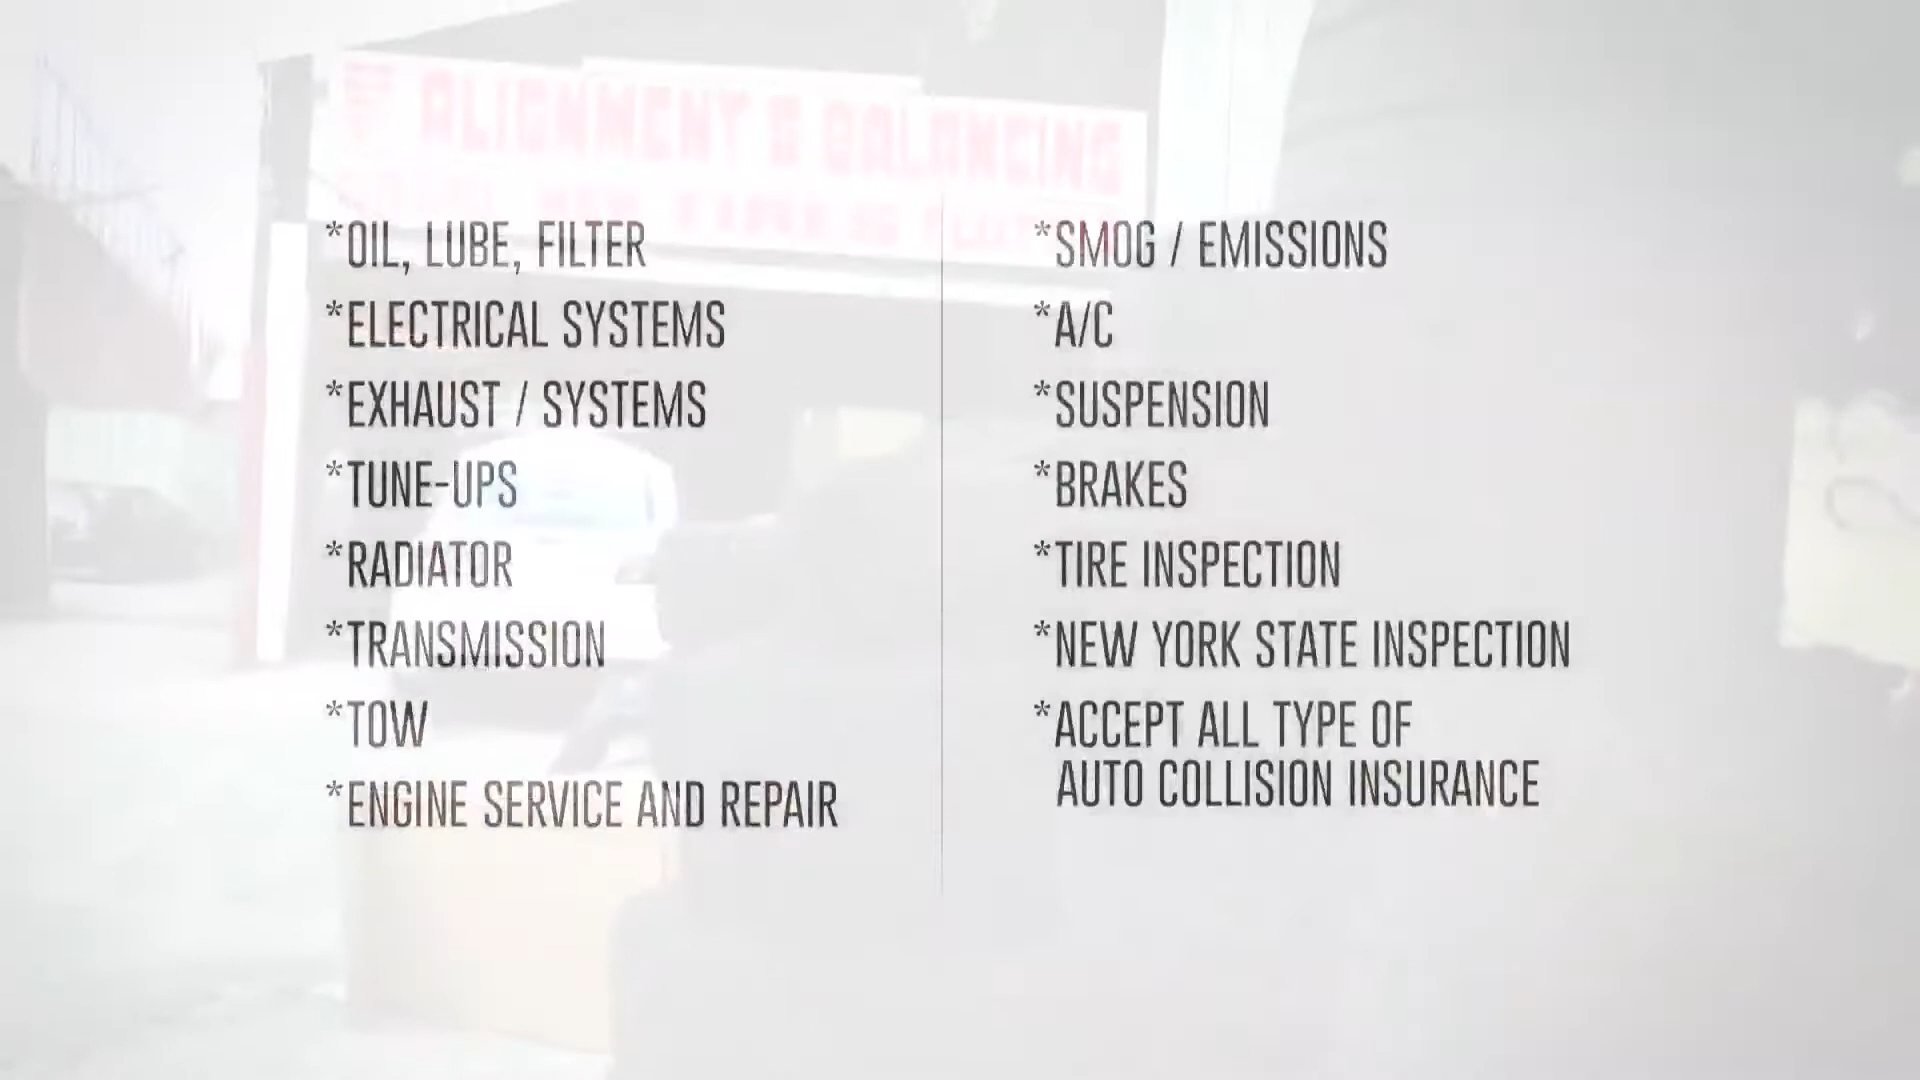 ALIGNMENT & BALANCING
*OIL, LUBE, FILTER
*ELECTRICAL SYSTEMS
*EXHAUST / SYSTEMS
*TUNE-UPS
*RADIATOR
*TRANSMISSION
*TOW
*ENGINE SERVICE AND REPAIR
*SMOG / EMISSIONS
*A/C
*SUSPENSION
*BRAKES
*TIRE INSPECTION
*NEW YORK STATE INSPECTION
*ACCEPT ALL TYPE OF
AUTO COLLISION INSURANCE